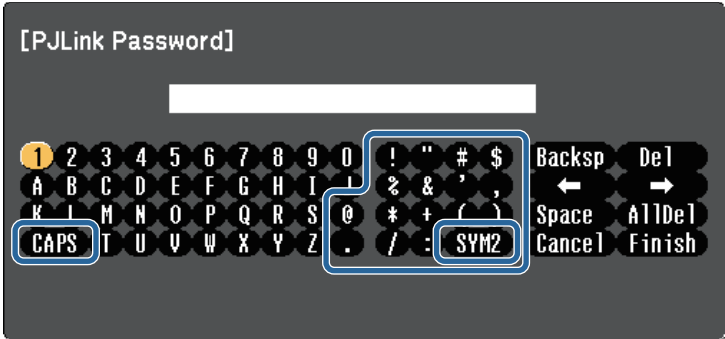 [PJLink Password]
1 2 3 4 5 6 7 8 9 0 ! " # $ Backsp Del
A B C D E F G H I J % & ' , ← →
K L M N O P Q R S @ * + ( ) Space AllDel
CAPS T U V W X Y Z . / : SYM2 Cancel Finish